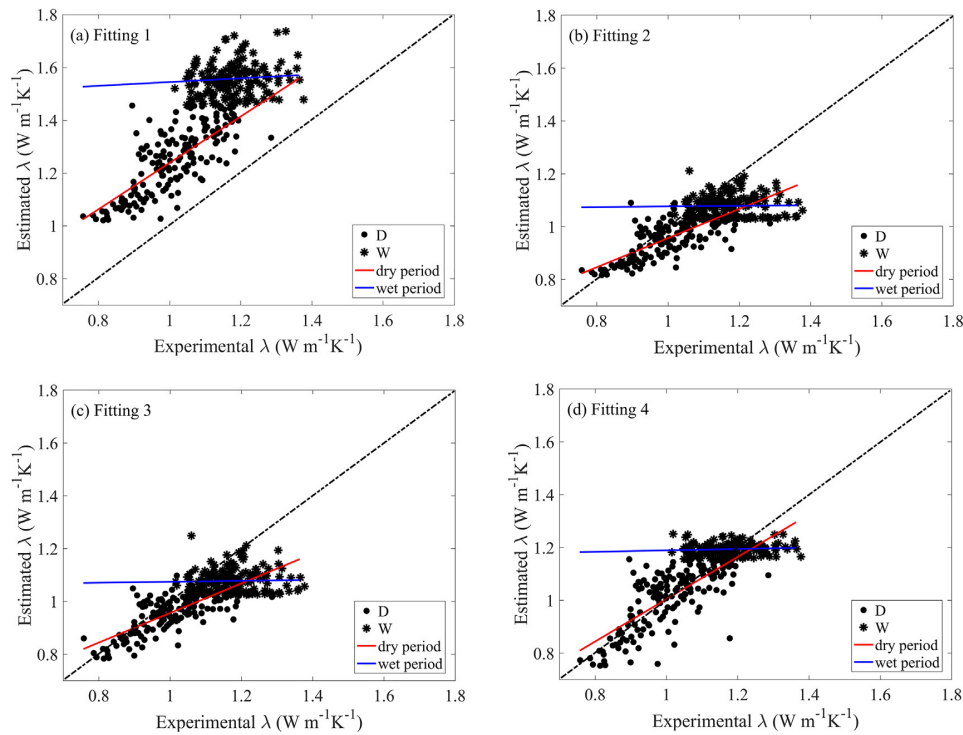 (a) Fitting 1
1.8
1.6
1.4
1.2
1
0.8
Estimated λ (W m⁻¹K⁻¹)
0.8 1 1.2 1.4 1.6 1.8
Experimental λ (W m⁻¹K⁻¹)
D
W
dry period
wet period
(b) Fitting 2
1.8
1.6
1.4
1.2
1
0.8
Estimated λ (W m⁻¹K⁻¹)
0.8 1 1.2 1.4 1.6 1.8
Experimental λ (W m⁻¹K⁻¹)
D
W
dry period
wet period
(c) Fitting 3
1.8
1.6
1.4
1.2
1
0.8
Estimated λ (W m⁻¹K⁻¹)
0.8 1 1.2 1.4 1.6 1.8
Experimental λ (W m⁻¹K⁻¹)
D
W
dry period
wet period
(d) Fitting 4
1.8
1.6
1.4
1.2
1
0.8
Estimated λ (W m⁻¹K⁻¹)
0.8 1 1.2 1.4 1.6 1.8
Experimental λ (W m⁻¹K⁻¹)
D
W
dry period
wet period